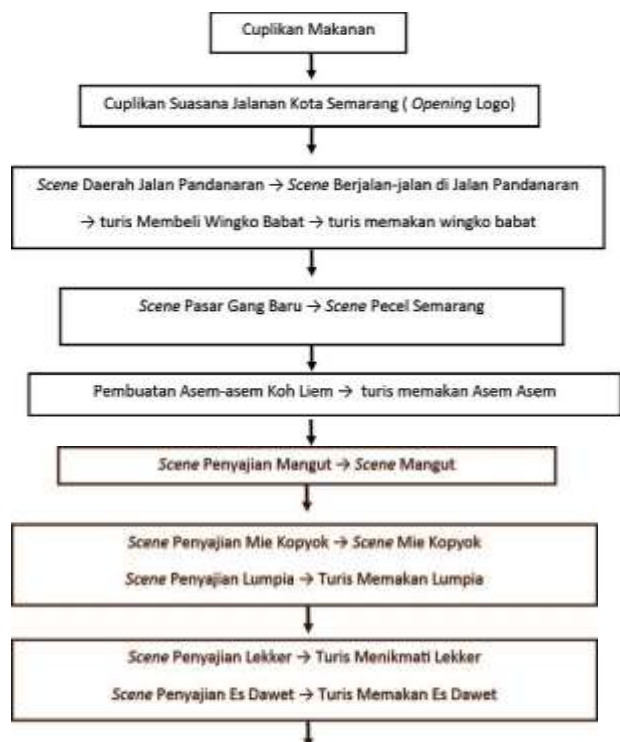 Cuplikan Makanan
Cuplikan Suasana Jalanan Kota Semarang ( Opening Logo)
Scene Daerah Jalan Pandanaran → Scene Berjalan-jalan di Jalan Pandanaran
→ turis Membeli Wingko Babat → turis memakan wingko babat
Scene Pasar Gang Baru → Scene Pecel Semarang
Pembuatan Asem-asem Koh Liem → turis memakan Asem Asem
Scene Penyajian Mangut → Scene Mangut
Scene Penyajian Mie Kopyok → Scene Mie Kopyok
Scene Penyajian Lumpia → Turis Memakan Lumpia
Scene Penyajian Lekker → Turis Menikmati Lekker
Scene Penyajian Es Dawet → Turis Memakan Es Dawet